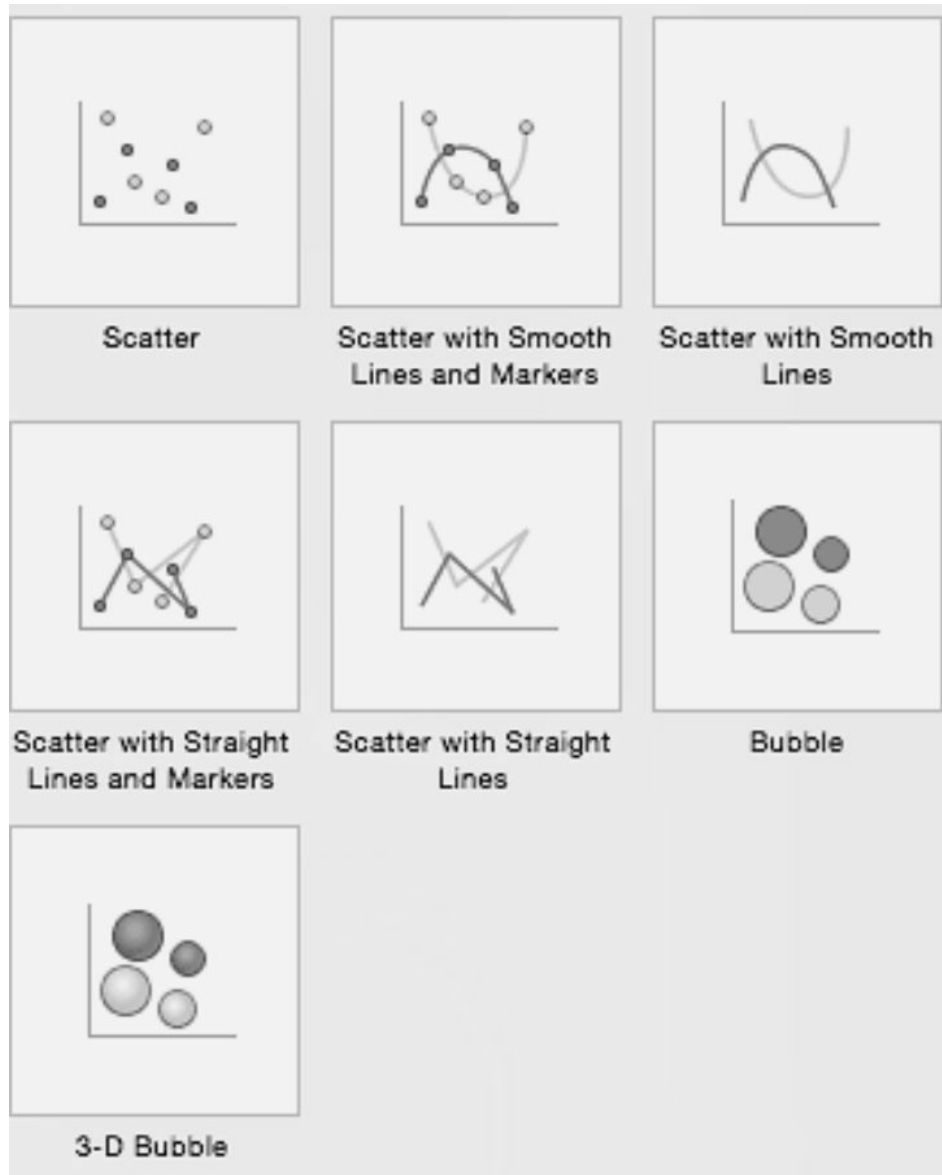 Scatter
Scatter with Smooth
Lines and Markers
Scatter with Smooth
Lines
Scatter with Straight
Lines and Markers
Scatter with Straight
Lines
Bubble
3-D Bubble